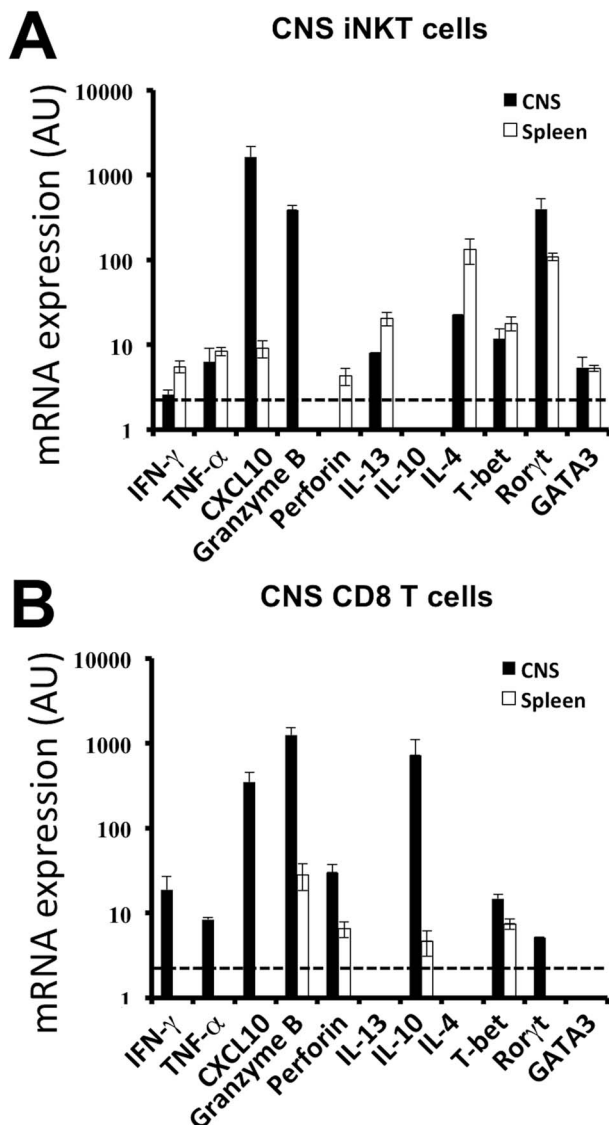 A
CNS iNKT cells
mRNA expression (AU)
10000
1000
100
10
1
CNS
Spleen
IFN-γ
TNF-α
CXCL10
Granzyme B
Perforin
IL-13
IL-10
IL-4
T-bet
Rorγt
GATA3
B
CNS CD8 T cells
mRNA expression (AU)
10000
1000
100
10
1
CNS
Spleen
IFN-γ
TNF-α
CXCL10
Granzyme B
Perforin
IL-13
IL-10
IL-4
T-bet
Rorγt
GATA3